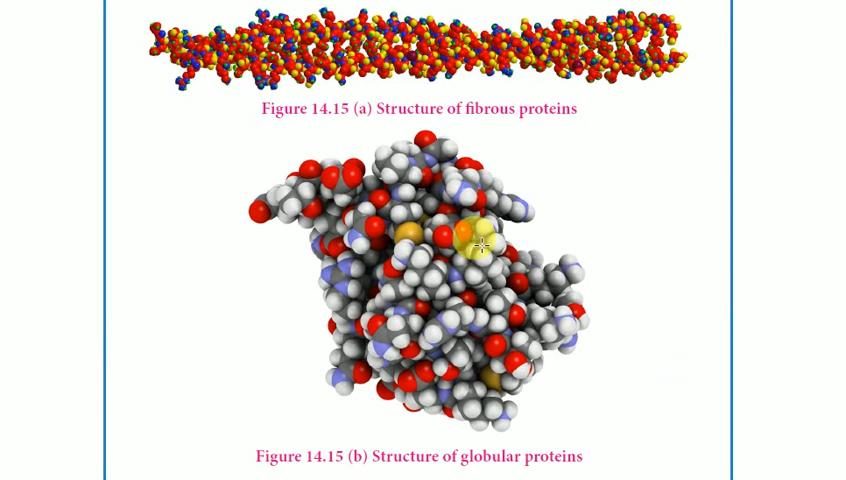 Figure 14.15 (a) Structure of fibrous proteins
Figure 14.15 (b) Structure of globular proteins